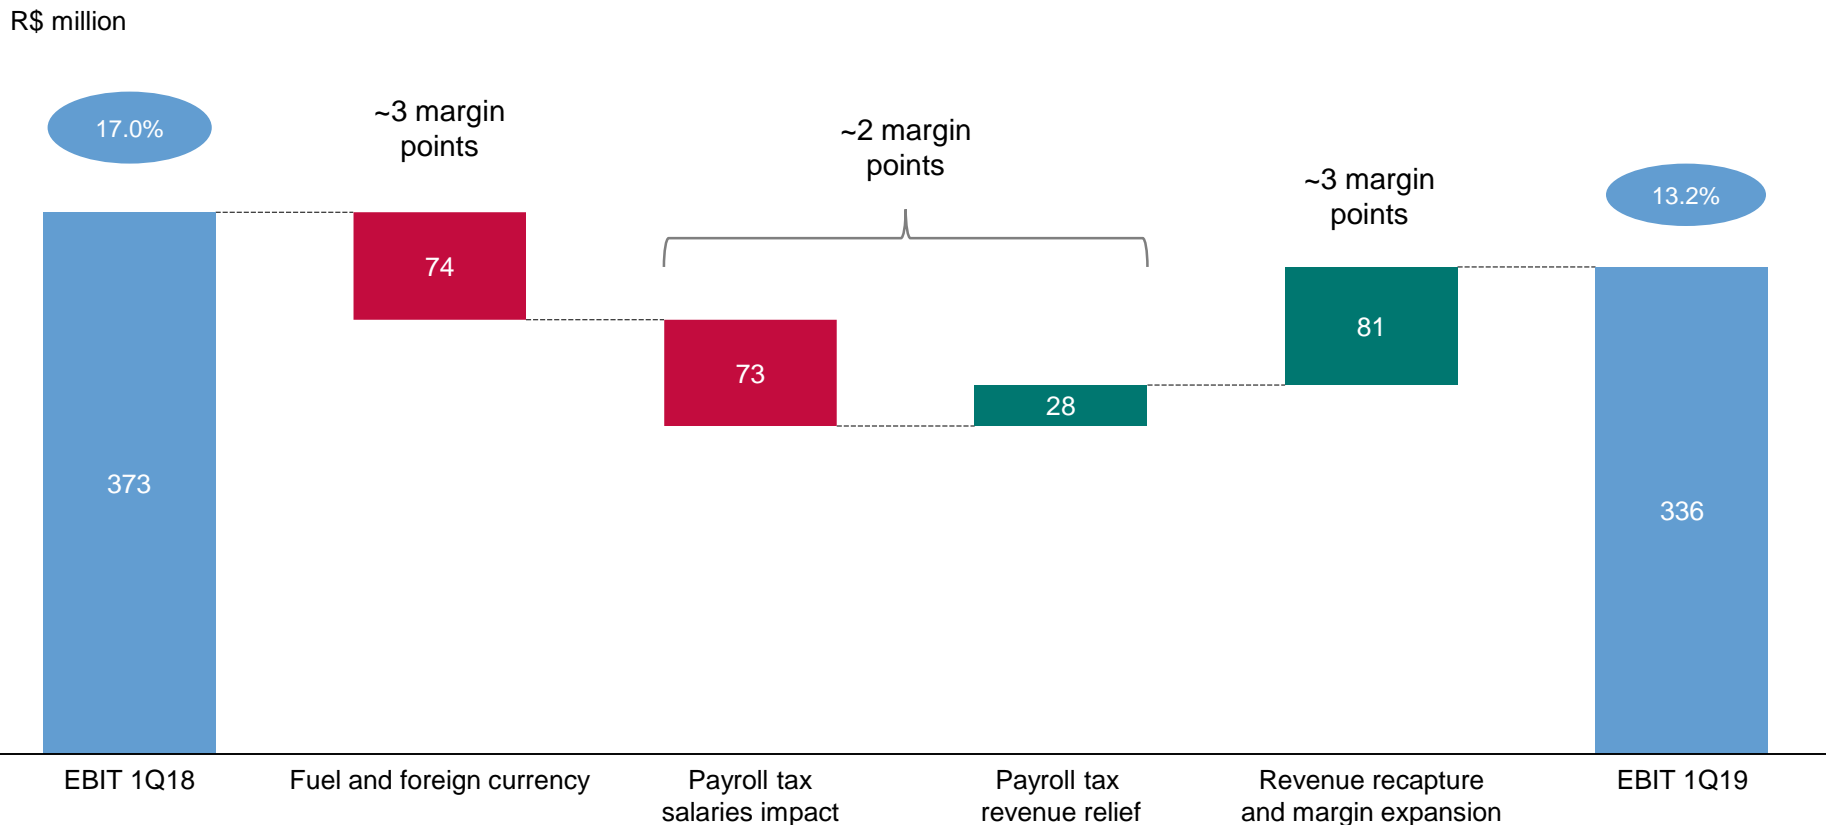 R$ million
17.0%
~3 margin
points
~2 margin
points
~3 margin
points
13.2%
74
73
28
81
373
336
EBIT 1Q18
Fuel and foreign currency
Payroll tax
salaries impact
Payroll tax
revenue relief
Revenue recapture
and margin expansion
EBIT 1Q19